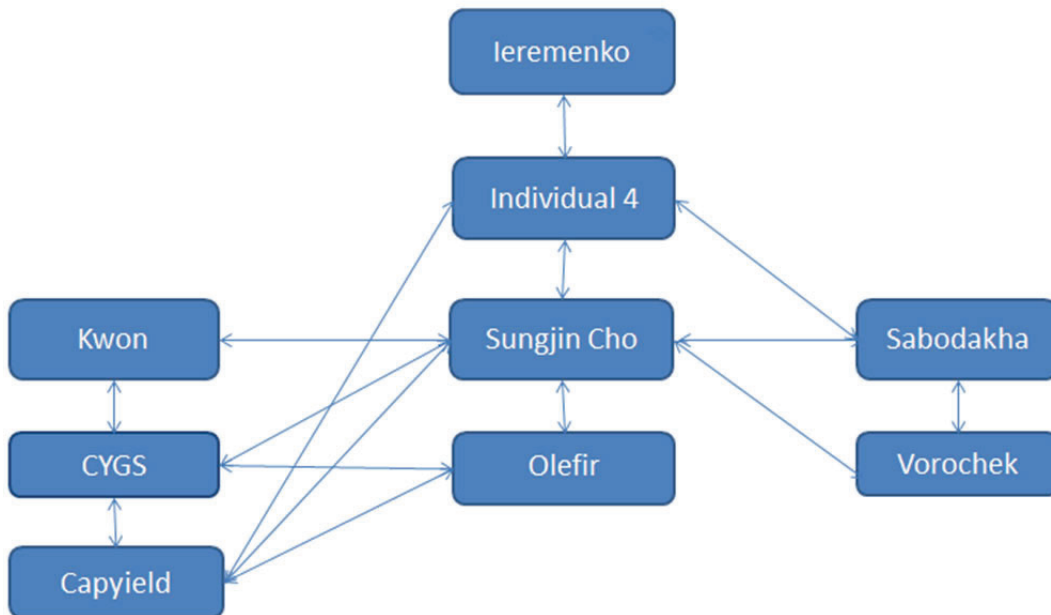 Ieremenko
Individual 4
Kwon
Sungjin Cho
Sabodakha
CYGS
Olefir
Vorochek
Capyield